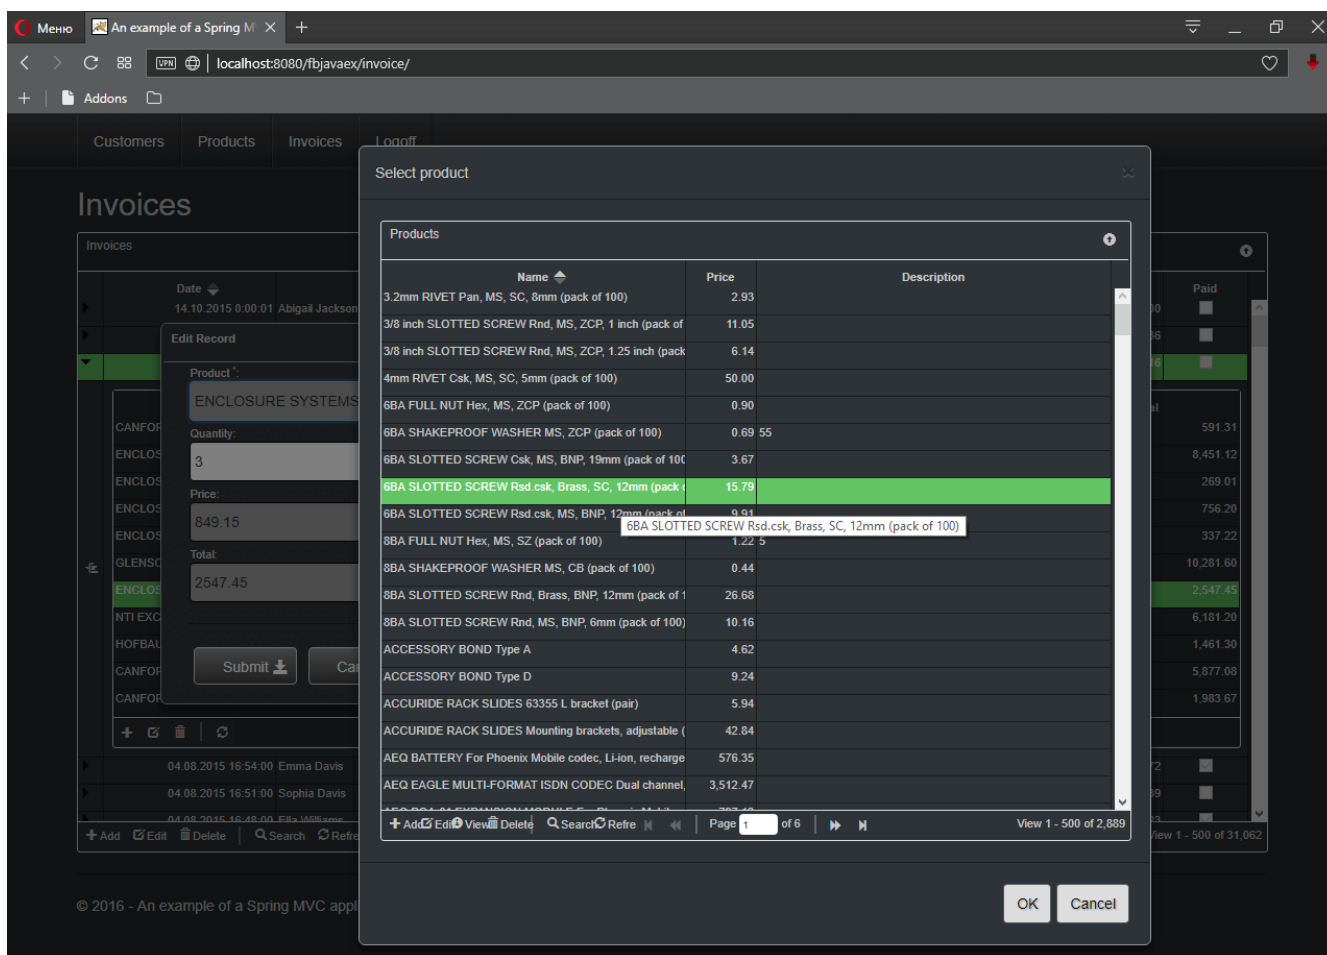 Меню
An example of a Spring M
localhost:8080/fbjavaex/invoice/
VPN
Addons
Customers Products Invoices Logoff
Invoices
Invoices
Date
Paid
14.10.2015 0:00:01 Abigail Jackson
Edit Record
Product *:
ENCLOSURE SYSTEMS
Quantity:
3
Price:
849.15
Total:
2547.45
Submit
Can
CANFOR
591.31
ENCLOS
8,451.12
ENCLOS
269.01
ENCLOS
756.20
ENCLOS
337.22
GLENSO
10,281.60
ENCLOS
2,547.45
NTI EXC
6,181.20
HOFBAU
1,461.30
CANFOR
5,877.08
CANFOR
1,983.67
04.08.2015 16:54:00 Emma Davis
04.08.2015 16:51:00 Sophia Davis
04.08.2015 16:48:00 Ella Williams
Add Edit Delete Search Refre
View 1 - 500 of 31,062
© 2016 - An example of a Spring MVC appl
Select product
Products
Name Price Description
3.2mm RIVET Pan, MS, SC, 8mm (pack of 100) 2.93
3/8 inch SLOTTED SCREW Rnd, MS, ZCP, 1 inch (pack of 11.05
3/8 inch SLOTTED SCREW Rnd, MS, ZCP, 1.25 inch (pack 6.14
4mm RIVET Csk, MS, SC, 5mm (pack of 100) 50.00
6BA FULL NUT Hex, MS, ZCP (pack of 100) 0.90
6BA SHAKEPROOF WASHER MS, ZCP (pack of 100) 0.69 55
6BA SLOTTED SCREW Csk, MS, BNP, 19mm (pack of 100 3.67
6BA SLOTTED SCREW Rsd.csk, Brass, SC, 12mm (pack o 15.79
6BA SLOTTED SCREW Rsd.csk, MS, BNP, 12mm (pack of 9.91
6BA SLOTTED SCREW Rsd.csk, Brass, SC, 12mm (pack of 100)
8BA FULL NUT Hex, MS, SZ (pack of 100) 1.22 5
8BA SHAKEPROOF WASHER MS, CB (pack of 100) 0.44
8BA SLOTTED SCREW Rnd, Brass, BNP, 12mm (pack of 1 26.68
8BA SLOTTED SCREW Rnd, MS, BNP, 6mm (pack of 100) 10.16
ACCESSORY BOND Type A 4.62
ACCESSORY BOND Type D 9.24
ACCURIDE RACK SLIDES 63355 L bracket (pair) 5.94
ACCURIDE RACK SLIDES Mounting brackets, adjustable ( 42.84
AEQ BATTERY For Phoenix Mobile codec, Li-ion, recharge 576.35
AEQ EAGLE MULTI-FORMAT ISDN CODEC Dual channel, 3,512.47
Add Edit View Delete Search Refre Page 1 of 6 View 1 - 500 of 2,889
OK Cancel